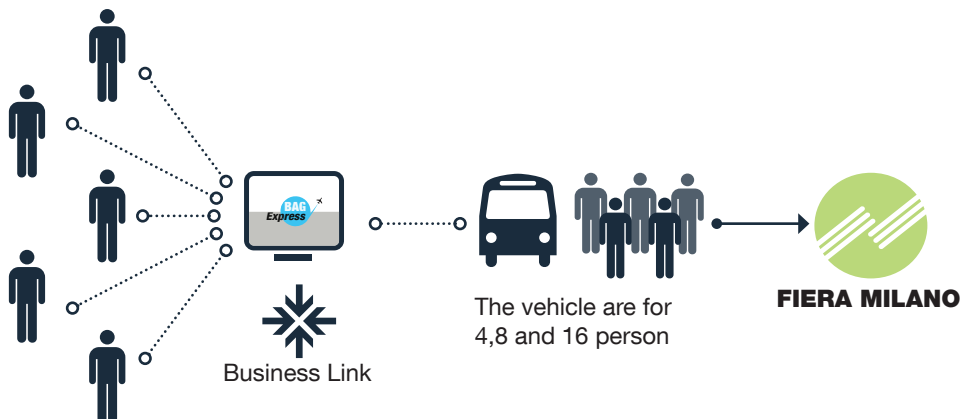 BAG
Express
Business Link
The vehicle are for
4,8 and 16 person
FIERA MILANO